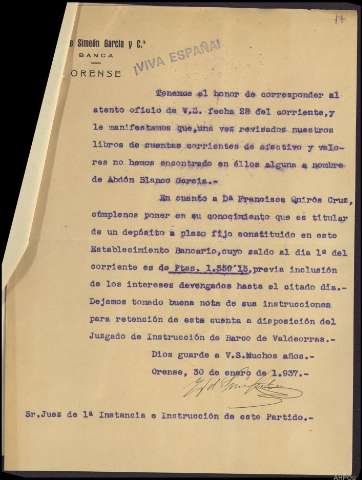 17
Simeón García y Cª
BANCA
ORENSE
¡VIVA ESPAÑA!
Tenemos el honor de corresponder al
atento oficio de V.S. fecha 28 del corriente,y
le manifestamos que,una vez revisados nuestros
libros de cuentas corrientes de efectivo y valo-
res no hemos encontrado en éllos alguna a nombre
de Abdón Blanco García.-
En cuanto a Dª Francisca Quirós Cruz,
cúmplenos poner en su conocimiento que es titular
de un depósito a plazo fijo constituido en este
Establecimiento Bancario,cuyo saldo al dia 1ª del
corriente es de Ptas. 1.550'15,previa inclusión
de los intereses devengados hasta el citado dia.-
Dejamos tomado buena nota de sus instrucciones
para retención de esta cuenta a disposición del
Juzgado de Instrucción de Barco de Valdeorras.-
Dios guarde a V.S.Muchos años.-
Orense, 30 de enero de 1.937.-
Sr.Juez de 1ª Instancia e Instrucción de este Partido.-